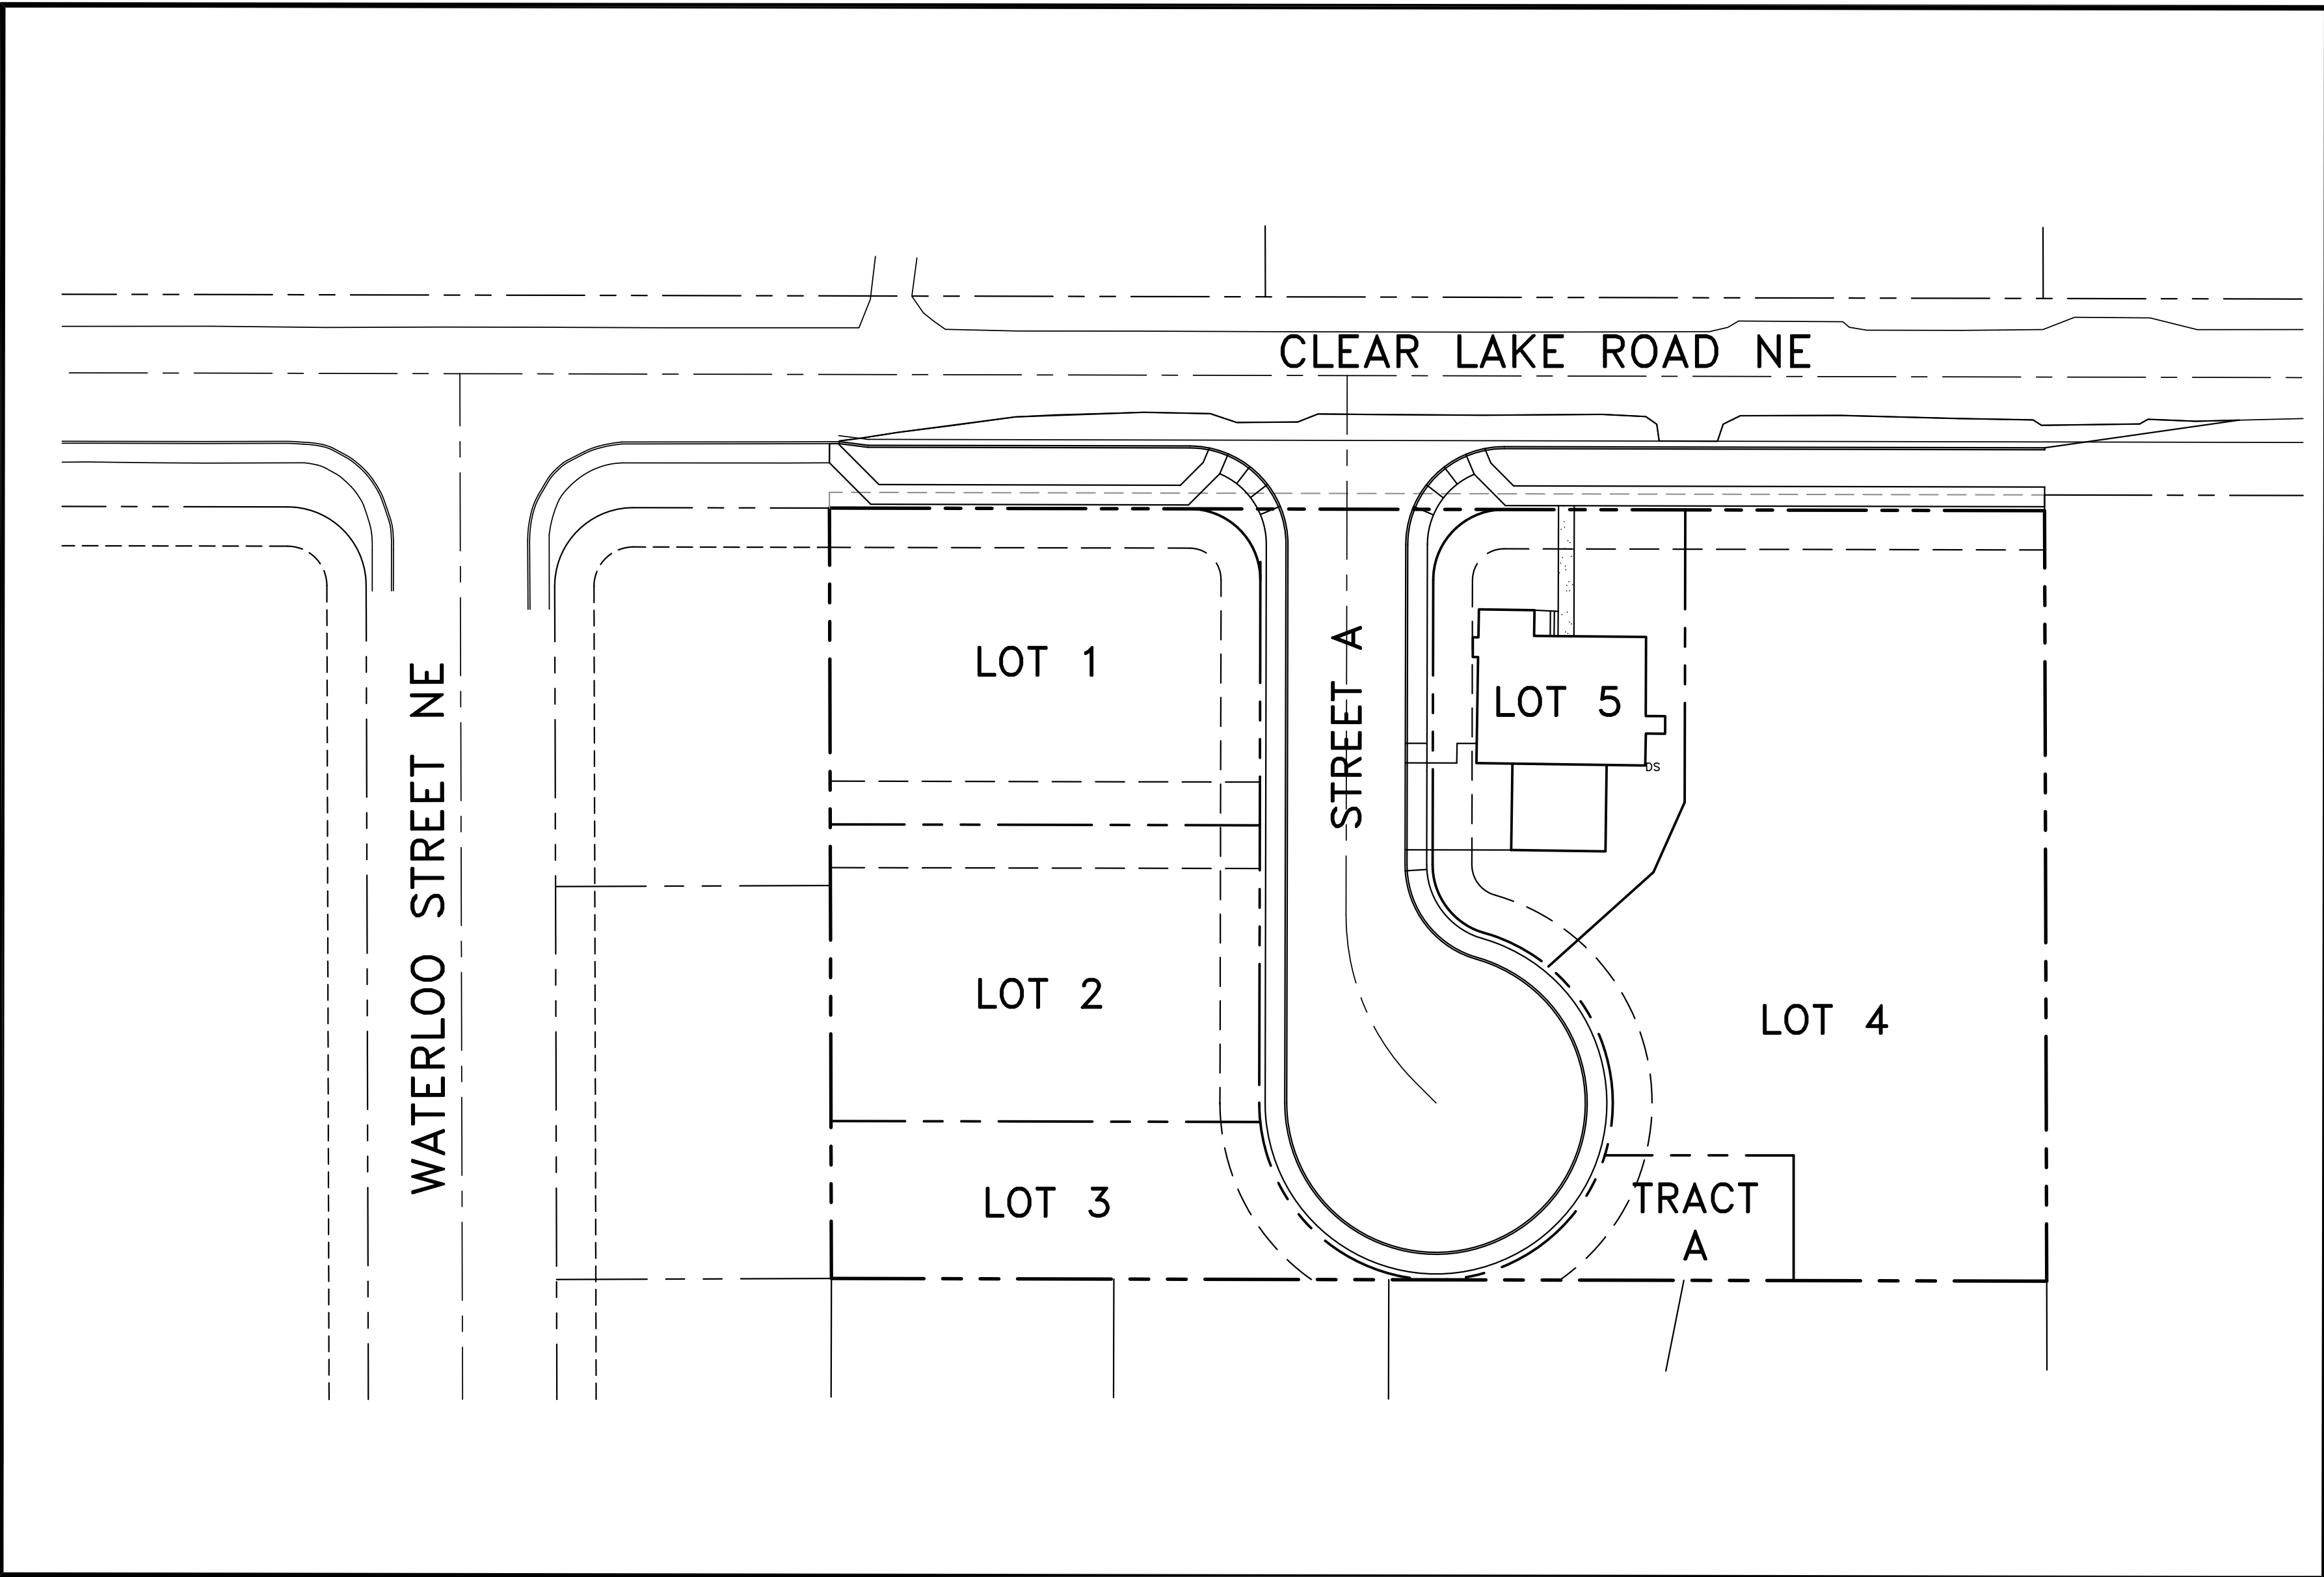 CLEAR LAKE ROAD NE
WATERLOO STREET NE
STREET A
LOT 1
LOT 5
DS
LOT 2
LOT 4
LOT 3
TRACT
A